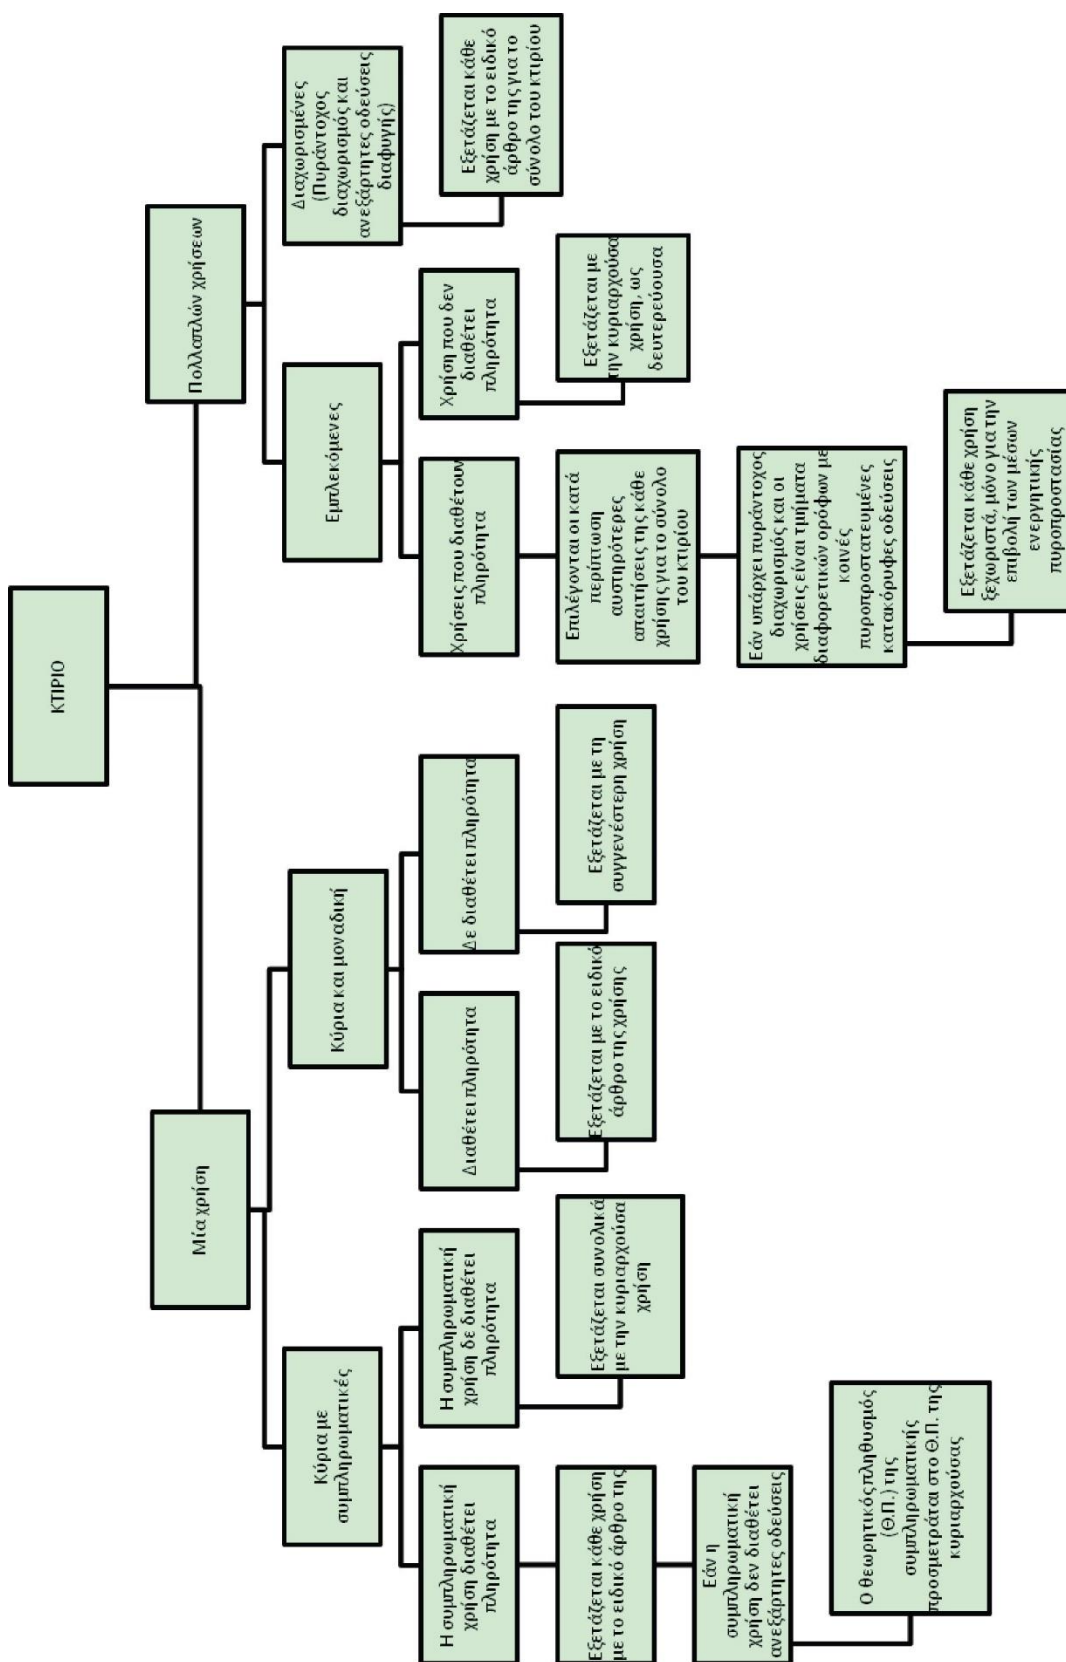 ΚΤΙΡΙΟ
Μία χρήση
Πολλαπλών χρήσεων
Κύρια με
συμπληρωματικές
Κύρια και μοναδική
Εμπλεκόμενες
Διαχωρισμένες
(Πυράντοχος
διαχωρισμός και
ανεξάρτητες οδεύσεις
διαφυγής)
Η συμπληρωματική
χρήση διαθέτει
πληρότητα
Η συμπληρωματική
χρήση δε διαθέτει
πληρότητα
Διαθέτει πληρότητα
Δε διαθέτει πληρότητα
Χρήσεις που διαθέτουν
πληρότητα
Χρήση που δεν
διαθέτει
πληρότητα
Εξετάζεται κάθε
χρήση με το ειδικό
άρθρο της για το
σύνολο του κτιρίου
Εξετάζεται κάθε χρήση
με το ειδικό άρθρο της
Εξετάζεται συνολικά
με την κυριαρχούσα
χρήση
Εξετάζεται με το ειδικό
άρθρο της χρήσης
Εξετάζεται με τη
συγγενέστερη χρήση
Επιλέγονται οι κατά
περίπτωση
αυστηρότερες
απαιτήσεις της κάθε
χρήσης για το σύνολο
του κτιρίου
Εξετάζεται με
την κυριαρχούσα
χρήση, ως
δευτερεύουσα
Εάν η
συμπληρωματική
χρήση δεν διαθέτει
ανεξάρτητες οδεύσεις
Εάν υπάρχει πυράντοχος
διαχωρισμός και οι
χρήσεις είναι τμήματα
διαφορετικών ορόφων με
κοινές
πυροπροστατευμένες
κατακόρυφες οδεύσεις
Ο θεωρητικός πληθυσμός
(Θ.Π.) της
συμπληρωματικής
προσμετράται στο Θ.Π. της
κυριαρχούσας
Εξετάζεται κάθε χρήση
ξεχωριστά, μόνο για την
επιβολή των μέσων
ενεργητικής
πυροπροστασίας